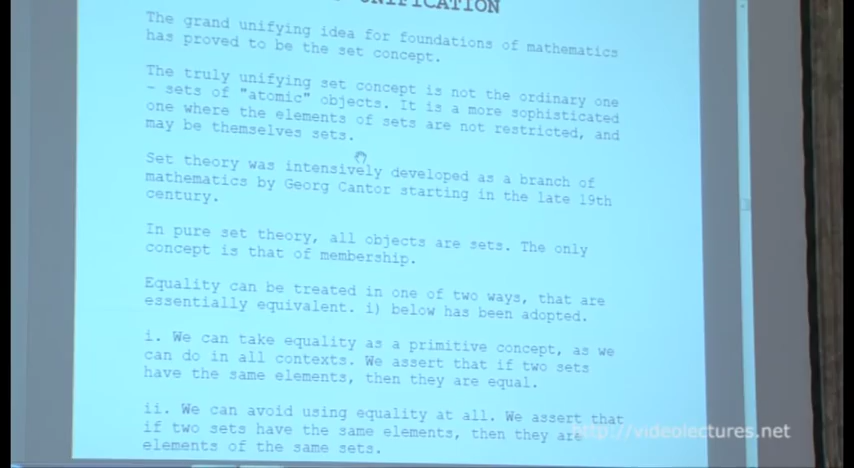 UNIFICATION
The grand unifying idea for foundations of mathematics
has proved to be the set concept.
The truly unifying set concept is not the ordinary one
- sets of "atomic" objects. It is a more sophisticated
one where the elements of sets are not restricted, and
may be themselves sets.
Set theory was intensively developed as a branch of
mathematics by Georg Cantor starting in the late 19th
century.
In pure set theory, all objects are sets. The only
concept is that of membership.
Equality can be treated in one of two ways, that are
essentially equivalent. i) below has been adopted.
i. We can take equality as a primitive concept, as we
can do in all contexts. We assert that if two sets
have the same elements, then they are equal.
ii. We can avoid using equality at all. We assert that
if two sets have the same elements, then they are
elements of the same sets.
http://videolectures.net